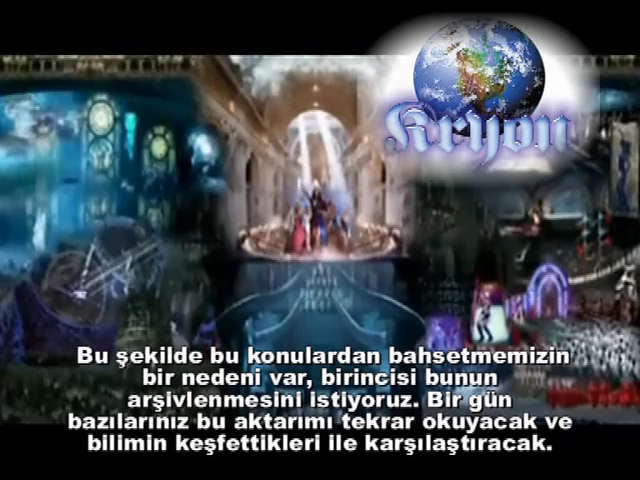 Kryon
Bu şekilde bu konulardan bahsetmemizin
bir nedeni var, birincisi bunun
arşivlenmesini istiyoruz. Bir gün
bazılarınız bu aktarımı tekrar okuyacak ve
bilimin keşfettikleri ile karşılaştıracak.